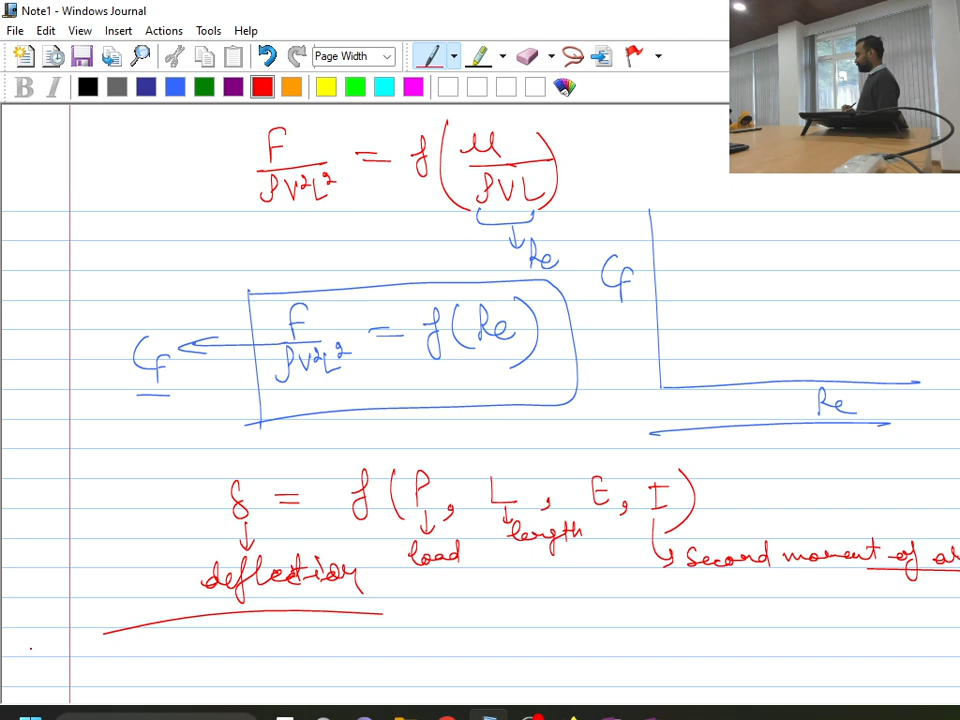 Note1 - Windows Journal
File Edit View Insert Actions Tools Help
Page Width
B I
F/ρV²L² = f(μ/ρVL)
Re
Cf
F/ρV²L² = f(Re)
Cf
Re
δ = f(P, L, E, I)
length
load
second moment of ar
deflection